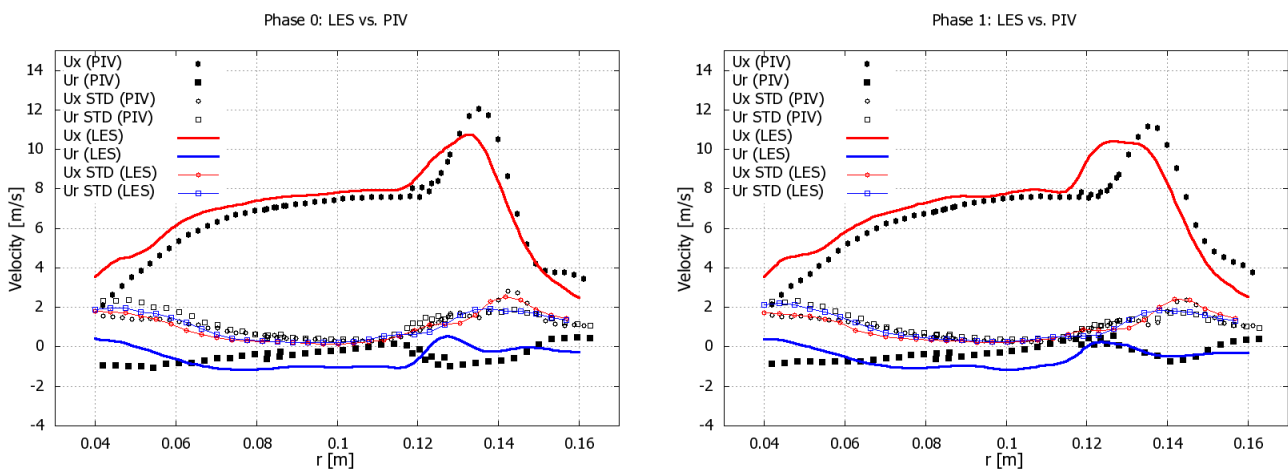 Phase 0: LES vs. PIV
14
12
10
8
6
4
2
0
-2
-4
Velocity [m/s]
Ux (PIV)
Ur (PIV)
Ux STD (PIV)
Ur STD (PIV)
Ux (LES)
Ur (LES)
Ux STD (LES)
Ur STD (LES)
0.04 0.06 0.08 0.1 0.12 0.14 0.16
r [m]
Phase 1: LES vs. PIV
14
12
10
8
6
4
2
0
-2
-4
Velocity [m/s]
Ux (PIV)
Ur (PIV)
Ux STD (PIV)
Ur STD (PIV)
Ux (LES)
Ur (LES)
Ux STD (LES)
Ur STD (LES)
0.04 0.06 0.08 0.1 0.12 0.14 0.16
r [m]